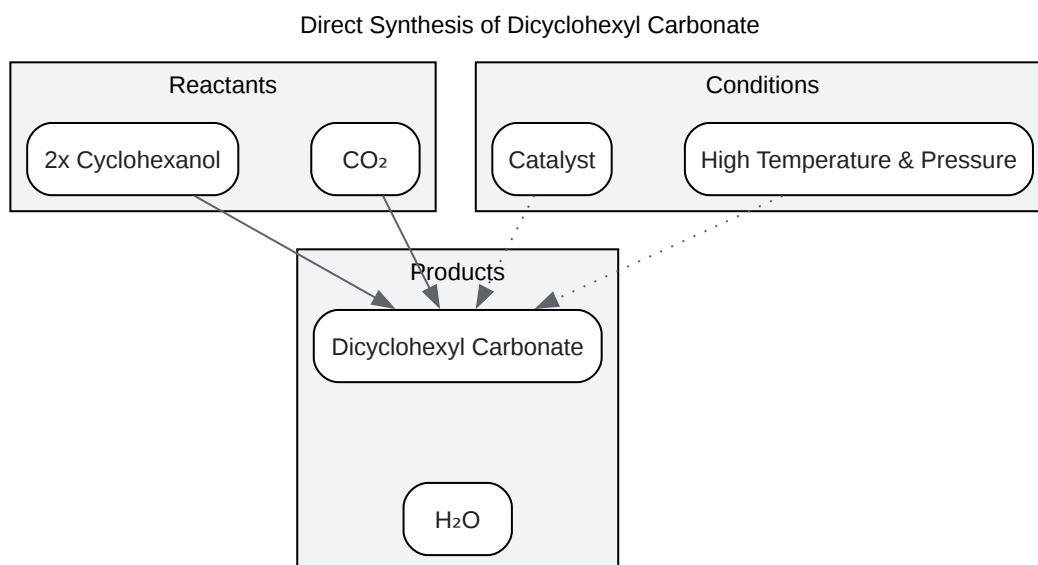 Direct Synthesis of Dicyclohexyl Carbonate
Reactants
Conditions
2x Cyclohexanol
CO₂
Catalyst
High Temperature & Pressure
Products
Dicyclohexyl Carbonate
H₂O